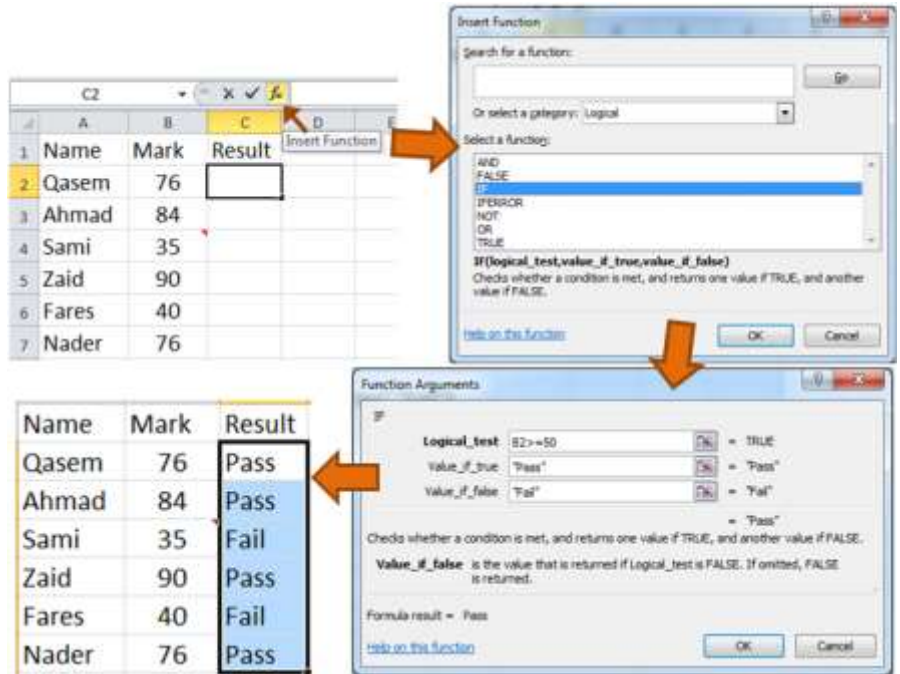 C2
A B C D E
1 Name Mark Result Insert Function
2 Qasem 76
3 Ahmad 84
4 Sami 35
5 Zaid 90
6 Fares 40
7 Nader 76
Insert Function
Search for a function:
Go
Or select a category: Logical
Select a function:
AND
FALSE
IF
IFERROR
NOT
OR
TRUE
IF(logical_test,value_if_true,value_if_false)
Checks whether a condition is met, and returns one value if TRUE, and another
value if FALSE.
Help on this function OK Cancel
Function Arguments
IF
Logical_test B2>=50 = TRUE
Value_if_true "Pass" = "Pass"
Value_if_false "Fail" = "Fail"
= "Pass"
Checks whether a condition is met, and returns one value if TRUE, and another value if FALSE.
Value_if_false is the value that is returned if Logical_test is FALSE. If omitted, FALSE
is returned.
Formula result = Pass
Help on this function OK Cancel
Name Mark Result
Qasem 76 Pass
Ahmad 84 Pass
Sami 35 Fail
Zaid 90 Pass
Fares 40 Fail
Nader 76 Pass